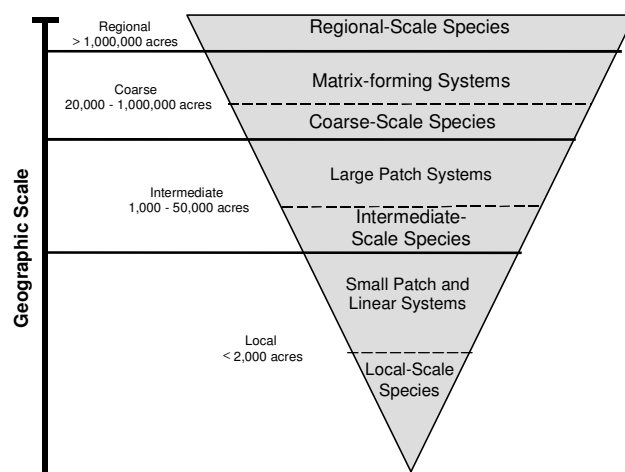 Regional
> 1,000,000 acres
Regional-Scale Species
Coarse
20,000 - 1,000,000 acres
Matrix-forming Systems
Coarse-Scale Species
Intermediate
1,000 - 50,000 acres
Large Patch Systems
Intermediate-
Scale Species
Local
< 2,000 acres
Small Patch and
Linear Systems
Local-Scale
Species
Geographic Scale